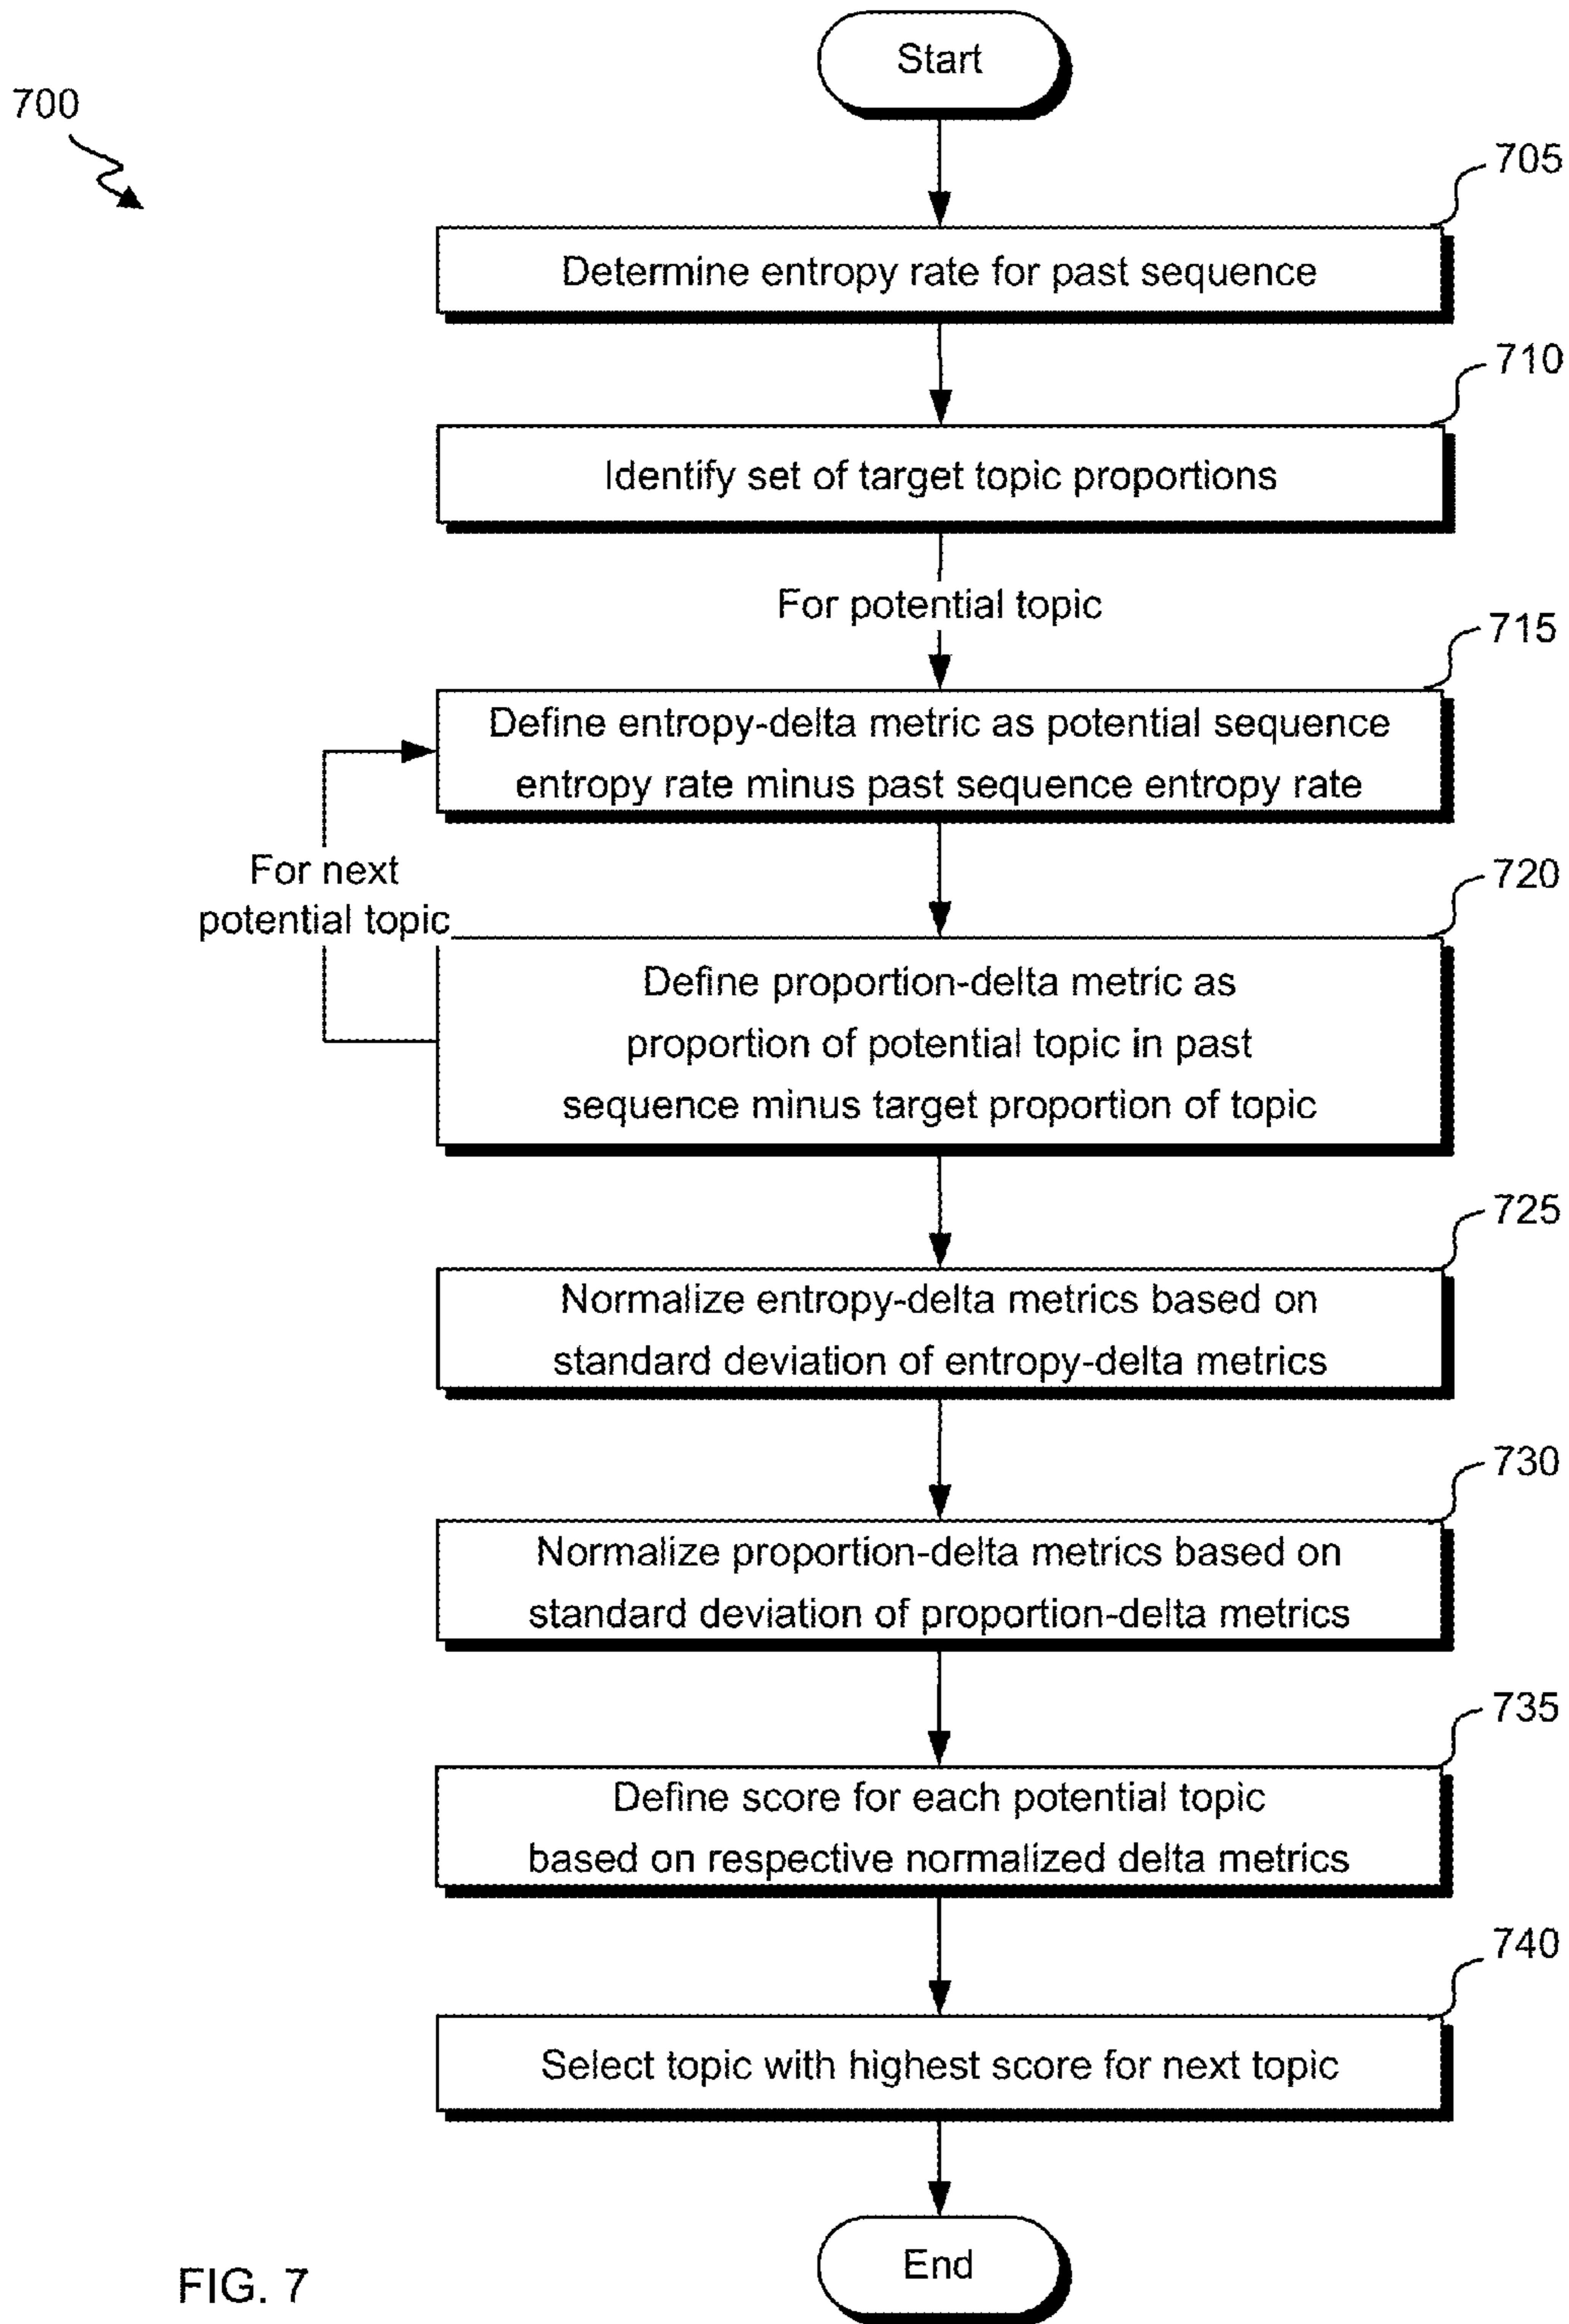 Start
700
705
Determine entropy rate for past sequence
710
Identify set of target topic proportions
For potential topic
715
Define entropy-delta metric as potential sequence
entropy rate minus past sequence entropy rate
For next
potential topic
720
Define proportion-delta metric as
proportion of potential topic in past
sequence minus target proportion of topic
725
Normalize entropy-delta metrics based on
standard deviation of entropy-delta metrics
730
Normalize proportion-delta metrics based on
standard deviation of proportion-delta metrics
735
Define score for each potential topic
based on respective normalized delta metrics
740
Select topic with highest score for next topic
End
FIG. 7